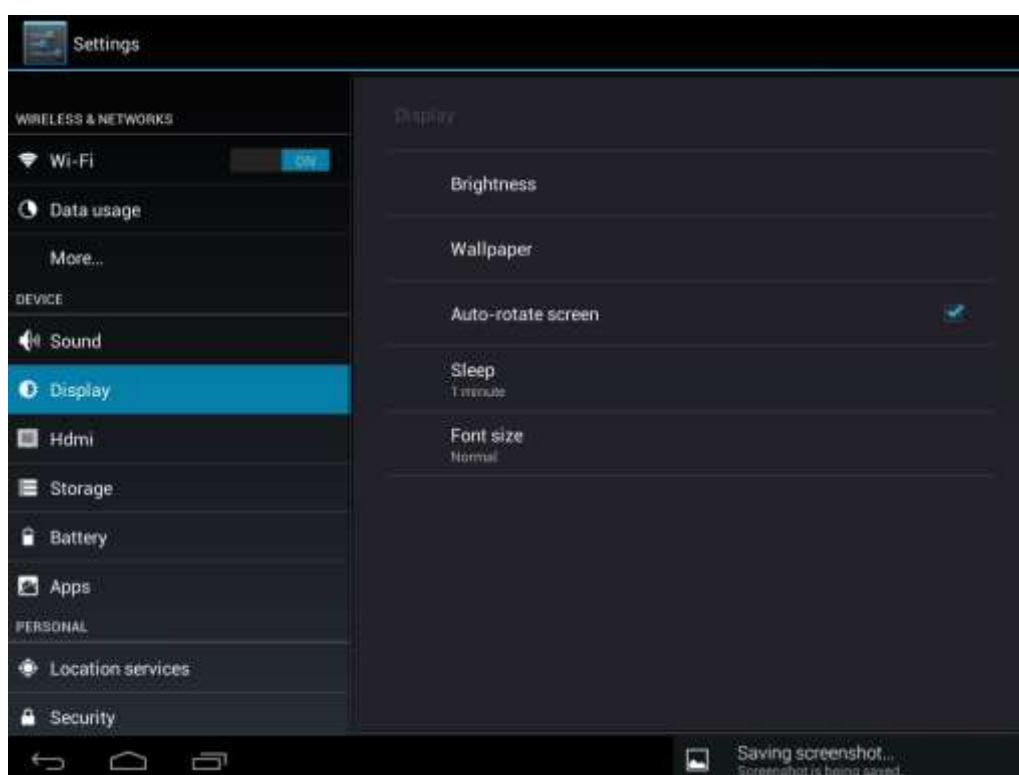 Settings
WIRELESS & NETWORKS
Wi-Fi
ON
Data usage
More...
DEVICE
Sound
Display
Hdmi
Storage
Battery
Apps
PERSONAL
Location services
Security
Display
Brightness
Wallpaper
Auto-rotate screen
Sleep
1 minute
Font size
Normal
Saving screenshot...
Screenshot is being saved